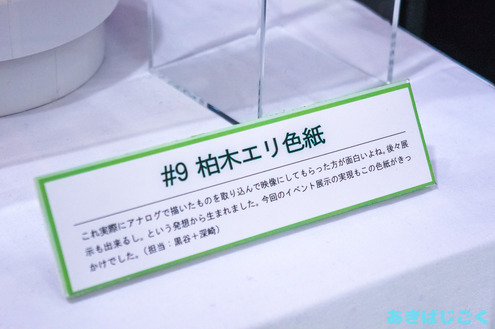 #9 柏木エリ色紙
これ実際にアナログで描いたものを取り込んで映像にしてもらった方が面白いよね。後々展
示も出来るし。という発想から生まれました。今回のイベント展示の実現もこの色紙がきっ
かけでした。（担当：黒谷＋深崎）
あきばじごく